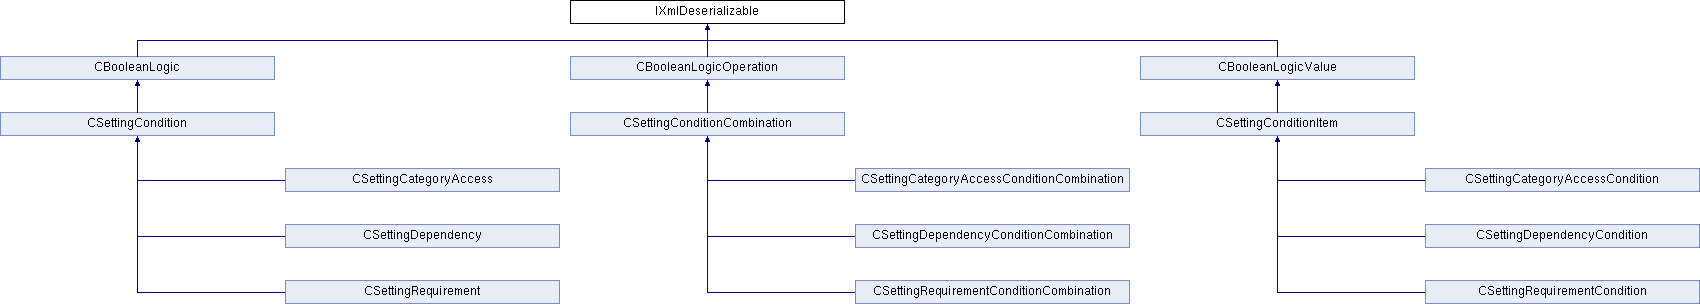 IXmlDeserializable
CBooleanLogic
CBooleanLogicOperation
CBooleanLogicValue
CSettingCondition
CSettingConditionCombination
CSettingConditionItem
CSettingCategoryAccess
CSettingCategoryAccessConditionCombination
CSettingCategoryAccessCondition
CSettingDependency
CSettingDependencyConditionCombination
CSettingDependencyCondition
CSettingRequirement
CSettingRequirementConditionCombination
CSettingRequirementCondition